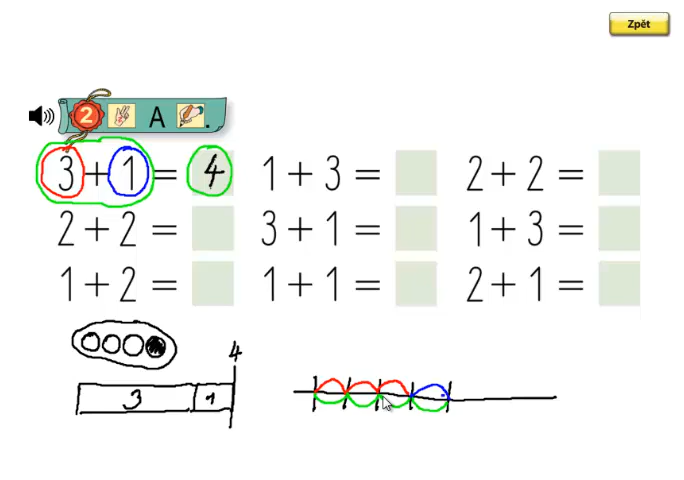 Zpět
2 A .
3 + 1 = 4 1 + 3 = 2 + 2 =
2 + 2 = 3 + 1 = 1 + 3 =
1 + 2 = 1 + 1 = 2 + 1 =
4
3 1